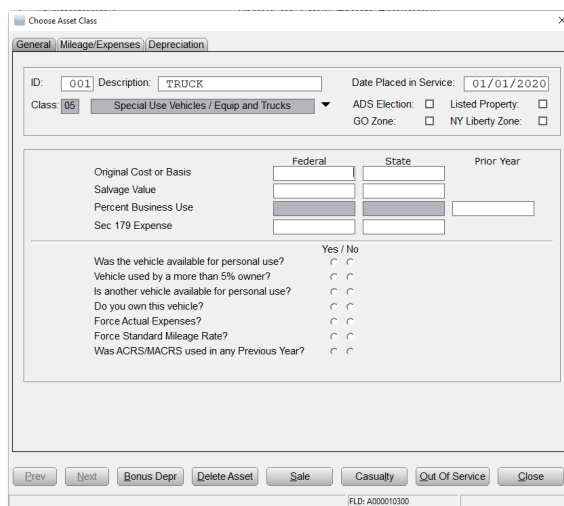 Choose Asset Class
General Mileage/Expenses Depreciation
ID: 001 Description: TRUCK Date Placed in Service: 01/01/2020
Class: 05 Special Use Vehicles / Equip and Trucks ADS Election: Listed Property:
GO Zone: NY Liberty Zone:
Federal State Prior Year
Original Cost or Basis
Salvage Value
Percent Business Use
Sec 179 Expense
Yes / No
Was the vehicle available for personal use?
Vehicle used by a more than 5% owner?
Is another vehicle available for personal use?
Do you own this vehicle?
Force Actual Expenses?
Force Standard Mileage Rate?
Was ACRS/MACRS used in any Previous Year?
Prev Next Bonus Depr Delete Asset Sale Casualty Out Of Service Close
FLD: A000010300